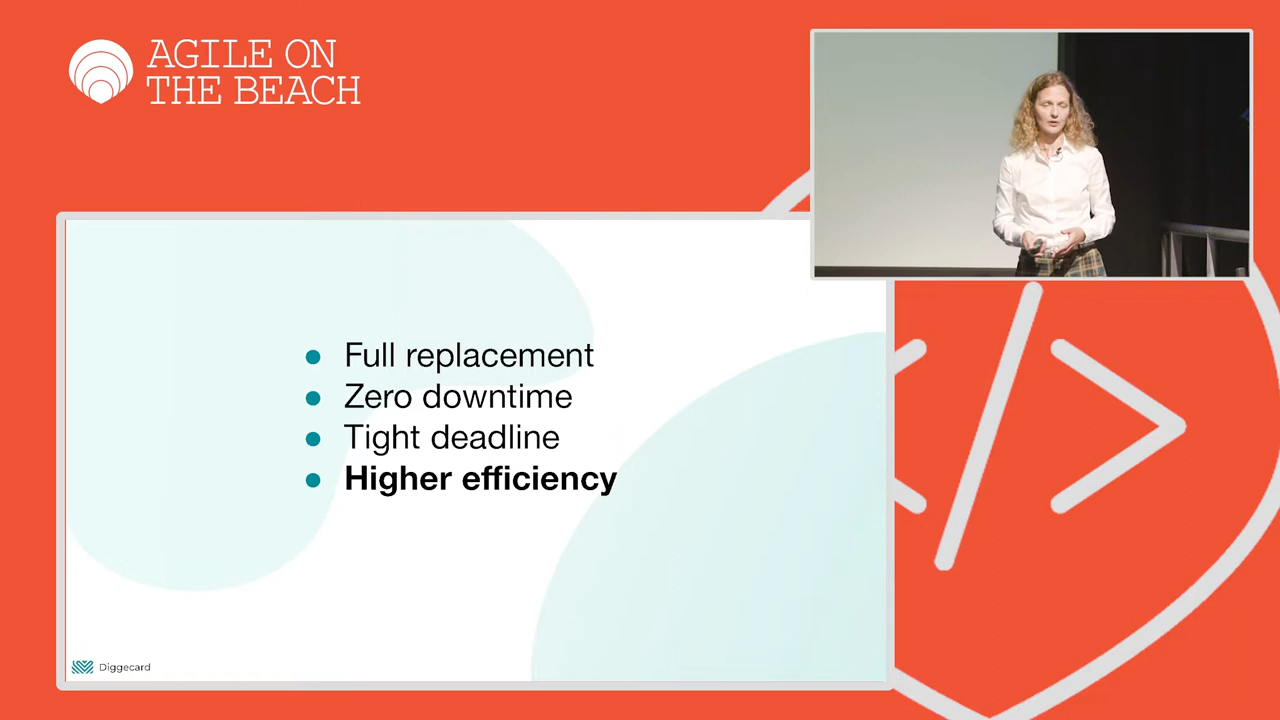 AGILE ON
THE BEACH
Full replacement
Zero downtime
Tight deadline
Higher efficiency
Diggecard